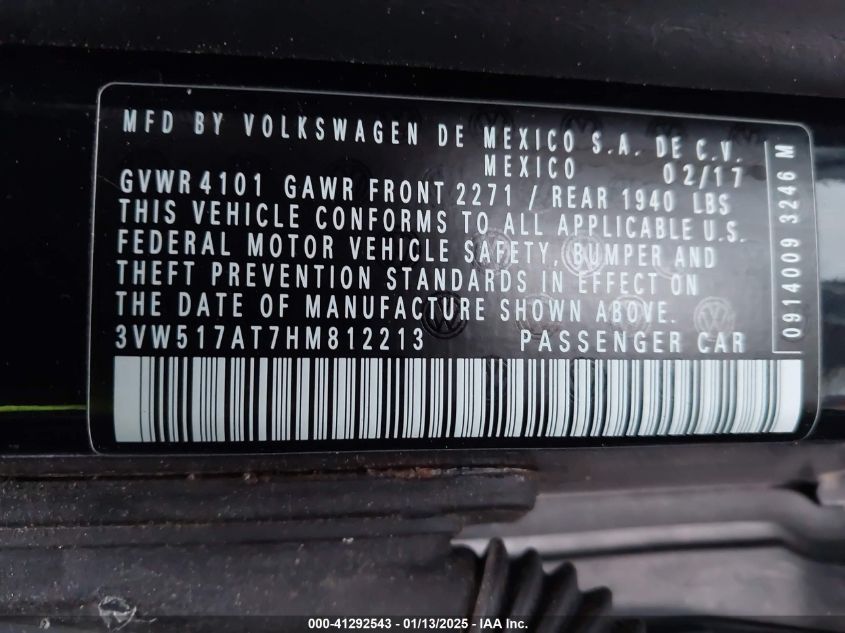 MFD BY VOLKSWAGEN DE MEXICO S.A. DE C.V.
MEXICO 02/17
GVWR 4101 GAWR FRONT 2271 / REAR 1940 LBS
THIS VEHICLE CONFORMS TO ALL APPLICABLE U.S.
FEDERAL MOTOR VEHICLE SAFETY, BUMPER AND
THEFT PREVENTION STANDARDS IN EFFECT ON
THE DATE OF MANUFACTURE SHOWN ABOVE.
3VW517AT7HM812213 PASSENGER CAR
0914009 3246 M
000-41292543 - 01/13/2025 - IAA Inc.